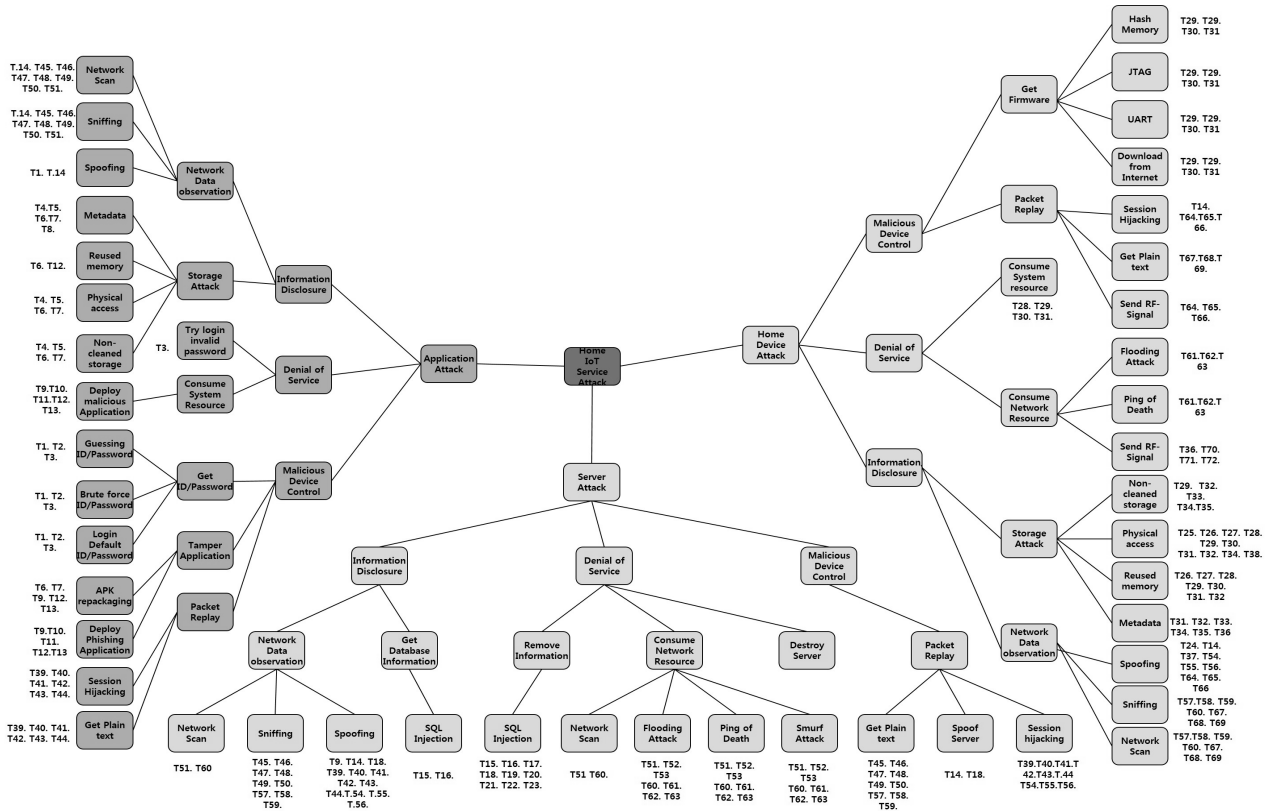 Home
IoT
Service
Attack
Application
Attack
Information
Disclosure
Network
Data
observation
Network
Scan
T.14. T45. T46.
T47. T48. T49.
T50. T51.
Sniffing
T.14. T45. T46.
T47. T48. T49.
T50. T51.
Spoofing
T1. T.14
Storage
Attack
Metadata
T4.T5.
T6.T7.
T8.
Reused
memory
T6. T12.
Physical
access
T4. T5.
T6. T7.
Non-
cleaned
storage
T4. T5.
T6. T7.
Denial of
Service
Try login
invalid
password
T3.
Consume
System
Resource
Deploy
malicious
Application
T9.T10.
T11.T12.
T13.
Malicious
Device
Control
Get
ID/Password
Guessing
ID/Password
T1. T2.
T3.
Brute force
ID/Password
T1. T2.
T3.
Login
Default
ID/Password
T1. T2.
T3.
Tamper
Application
APK
repackaging
T6. T7.
T9. T12.
T13.
Deploy
Phishing
Application
T9.T10.
T11.
T12.T13
Packet
Replay
Session
Hijacking
T39. T40.
T41. T42.
T43. T44.
Get Plain
text
T39. T40. T41.
T42. T43. T44.
Server
Attack
Information
Disclosure
Network
Data
observation
Network
Scan
T51. T60
Sniffing
T45. T46.
T47. T48.
T49. T50.
T57. T58.
T59.
Spoofing
T9. T14. T18.
T39. T40. T41.
T42. T43.
T44.T.54. T.55.
T.56.
Get
Database
Information
SQL
Injection
T15. T16.
Denial
of Service
Remove
Information
SQL
Injection
T15. T16. T17.
T18. T19. T20.
T21. T22. T23.
Consume
Network
Resource
Network
Scan
T51 T60.
Flooding
Attack
T51. T52.
T53
T60. T61.
T62. T63
Ping of
Death
T51. T52.
T53
T60. T61.
T62. T63
Smurf
Attack
T51. T52.
T53
T60. T61.
T62. T63
Destroy
Server
Malicious
Device
Control
Packet
Replay
Get Plain
text
T45. T46.
T47. T48.
T49. T50.
T57. T58.
T59.
Spoof
Server
T14. T18.
Session
hijacking
T39.T40.T41.T
42.T43.T.44
T54.T55.T56.
Home
Device
Attack
Malicious
Device
Control
Get
Firmware
Hash
Memory
T29. T29.
T30. T31
JTAG
T29. T29.
T30. T31
UART
T29. T29.
T30. T31
Download
from
Internet
T29. T29.
T30. T31
Packet
Replay
Session
Hijacking
T14.
T64.T65.T
66.
Get Plain
text
T67.T68.T
69.
Send RF-
Signal
T64. T65.
T66.
Denial of
Service
Consume
System
resource
T28. T29.
T30. T31.
Consume
Network
Resource
Flooding
Attack
T61.T62.T
63
Ping of
Death
T61.T62.T
63
Send RF-
Signal
T36. T70.
T71. T72.
Information
Disclosure
Storage
Attack
Non-
cleaned
storage
T29. T32.
T33.
T34.T35.
Physical
access
T25. T26. T27. T28.
T29. T30.
T31. T32. T34. T38.
Reused
memory
T26. T27. T28.
T29. T30.
T31. T32
Metadata
T31. T32. T33.
T34. T35. T36
Network
Data
observation
Spoofing
T24. T14.
T37. T54.
T55. T56.
T64. T65.
T66
Sniffing
T57.T58. T59.
T60. T67.
T68. T69
Network
Scan
T57.T58. T59.
T60. T67.
T68. T69